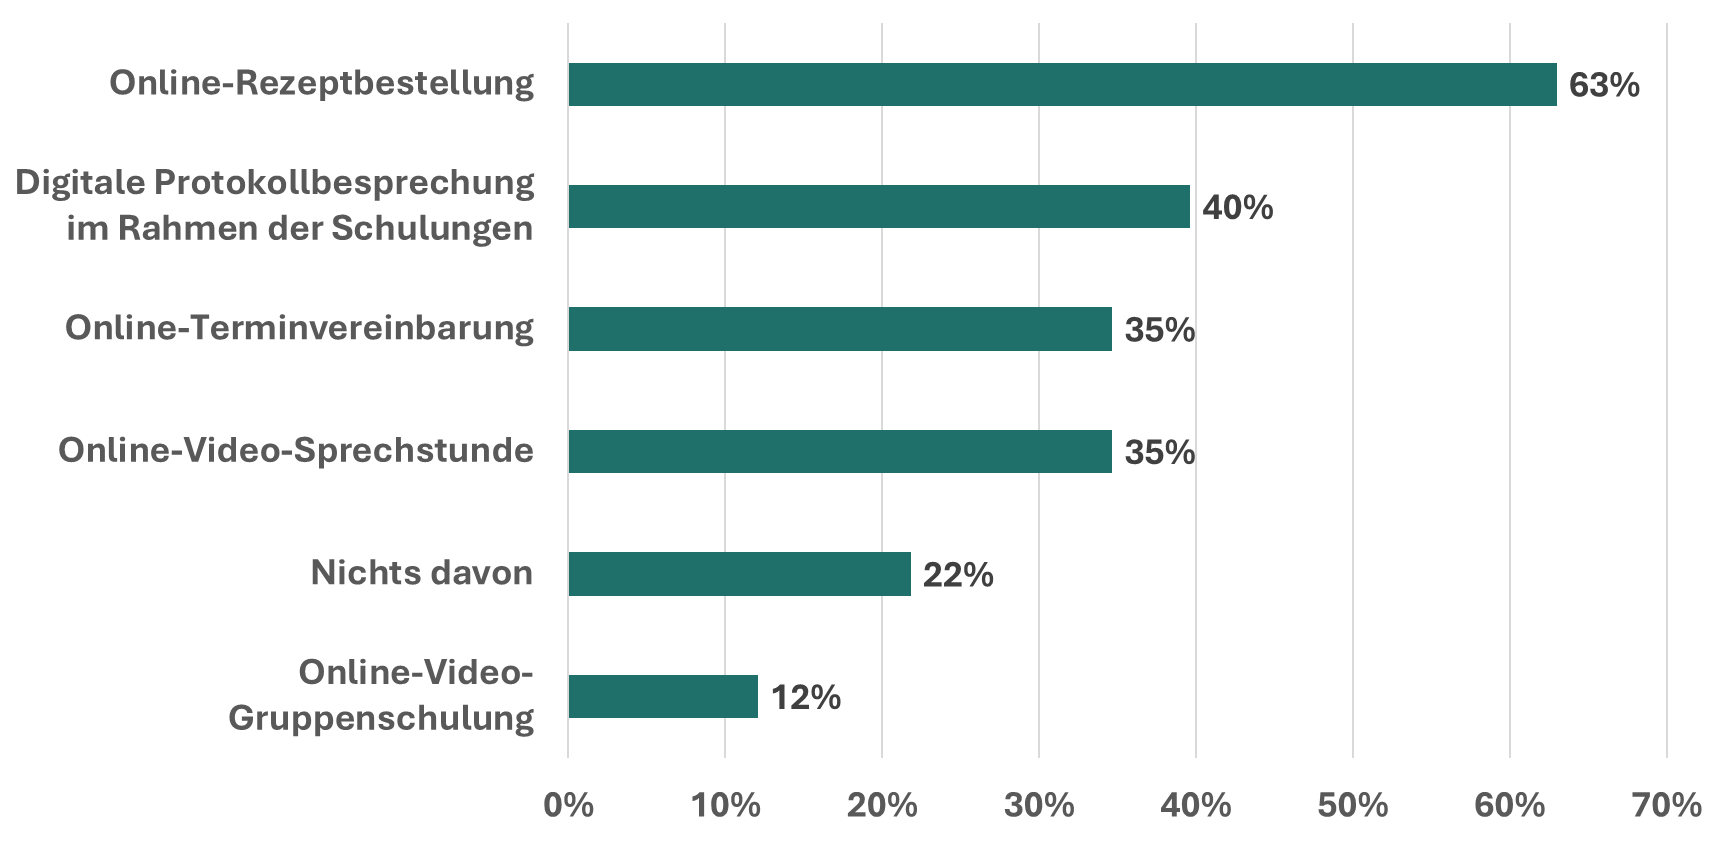 Online-Rezeptbestellung
63%
Digitale Protokollbesprechung
im Rahmen der Schulungen
40%
Online-Terminvereinbarung
35%
Online-Video-Sprechstunde
35%
Nichts davon
22%
Online-Video-
Gruppenschulung
12%
0% 10% 20% 30% 40% 50% 60% 70%